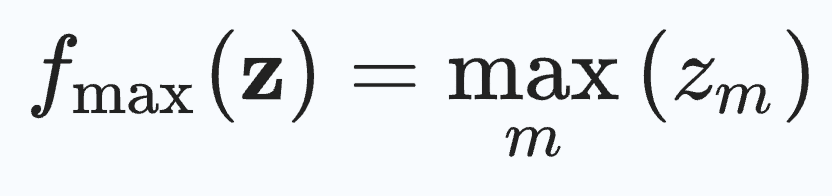 f_max(𝐳) = max_m (z_m)